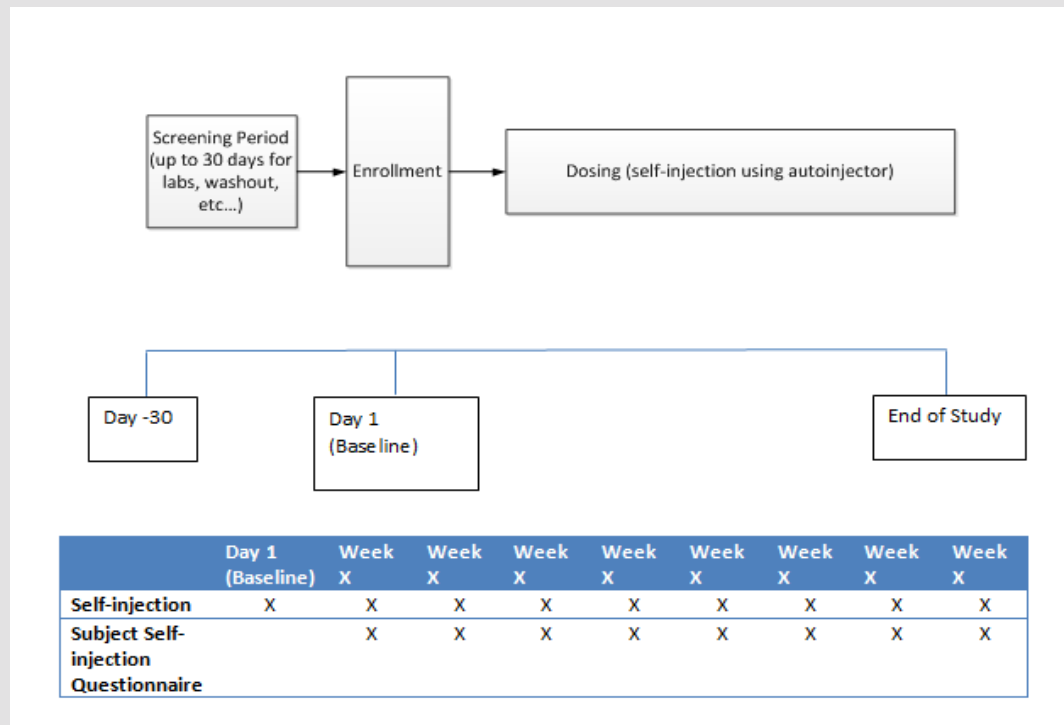 Screening Period
(up to 30 days for
labs, washout,
etc...)
Enrollment
Dosing (self-injection using autoinjector)
Day -30
Day 1
(Baseline)
End of Study
Day 1 Week Week Week Week Week Week Week Week
(Baseline) X X X X X X X X
Self-injection X X X X X X X X X
Subject Self- X X X X X X X X
injection
Questionnaire